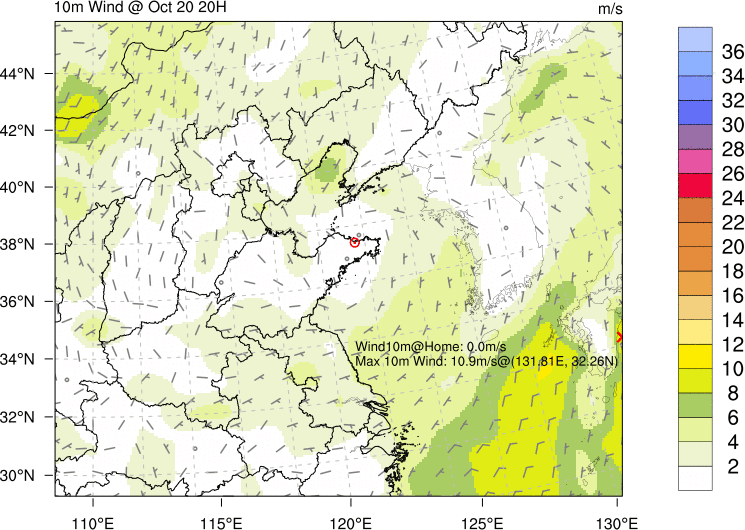 10m Wind @ Oct 20 20H
m/s
44°N
42°N
40°N
38°N
36°N
34°N
32°N
30°N
110°E
115°E
120°E
125°E
130°E
Wind10m@Home: 0.0m/s
Max 10m Wind: 10.9m/s@(131.81E, 32.26N)
36
34
32
30
28
26
24
22
20
18
16
14
12
10
8
6
4
2